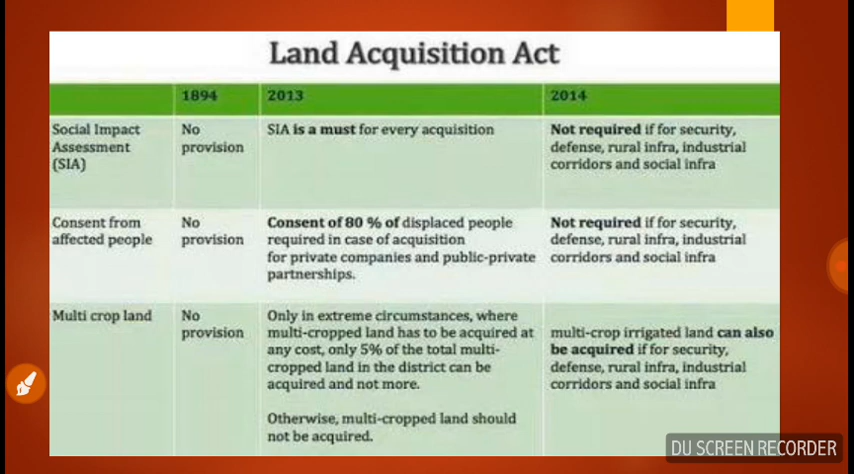 Land Acquisition Act
1894 2013 2014
Social Impact
Assessment
(SIA)
No
provision
SIA is a must for every acquisition
Not required if for security,
defense, rural infra, industrial
corridors and social infra
Consent from
affected people
No
provision
Consent of 80 % of displaced people
required in case of acquisition
for private companies and public-private
partnerships.
Not required if for security,
defense, rural infra, industrial
corridors and social infra
Multi crop land
No
provision
Only in extreme circumstances, where
multi-cropped land has to be acquired at
any cost, only 5% of the total multi-
cropped land in the district can be
acquired and not more.
Otherwise, multi-cropped land should
not be acquired.
multi-crop irrigated land can also
be acquired if for security,
defense, rural infra, industrial
corridors and social infra
DU SCREEN RECORDER